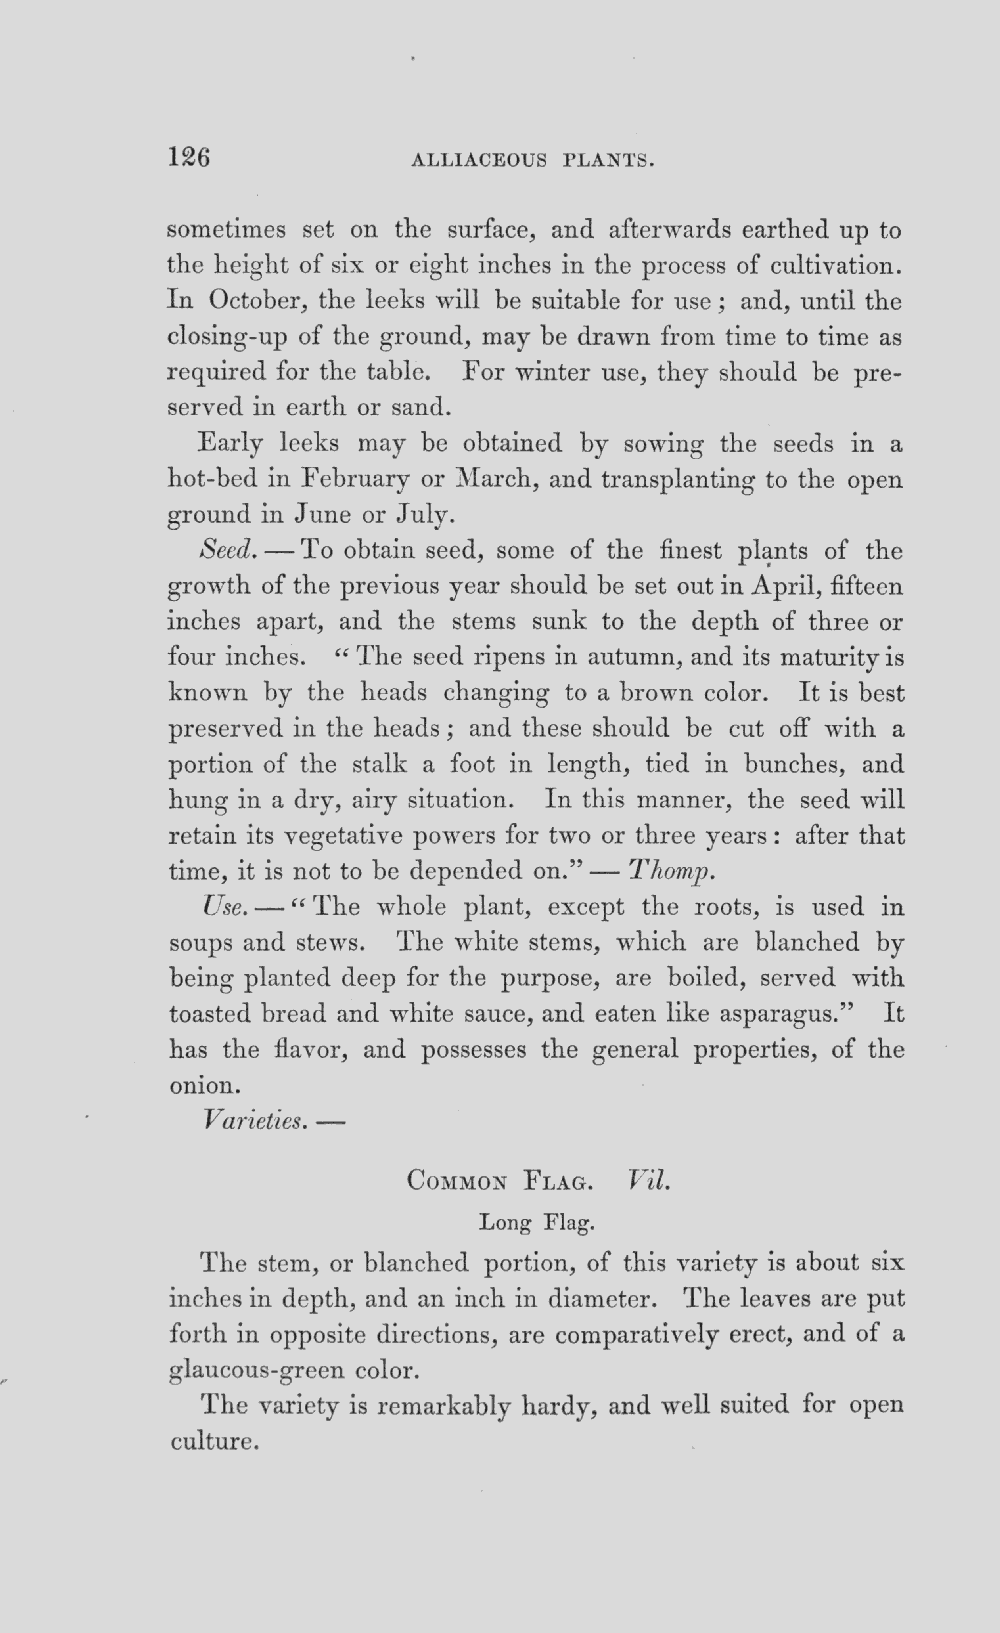 126 ALLIACEOUS PLANTS.
sometimes set on the surface, and afterwards earthed up to
the height of six or eight inches in the process of cultivation.
In October, the leeks will be suitable for use; and, until the
closing-up of the ground, may be drawn from time to time as
required for the table. For winter use, they should be pre-
served in earth or sand.
Early leeks may be obtained by sowing the seeds in a
hot-bed in February or March, and transplanting to the open
ground in June or July.
Seed. — To obtain seed, some of the finest plants of the
growth of the previous year should be set out in April, fifteen
inches apart, and the stems sunk to the depth of three or
four inches. “The seed ripens in autumn, and its maturity is
known by the heads changing to a brown color. It is best
preserved in the heads; and these should be cut off with a
portion of the stalk a foot in length, tied in bunches, and
hung in a dry, airy situation. In this manner, the seed will
retain its vegetative powers for two or three years: after that
time, it is not to be depended on.” — Thomp.
Use. — “The whole plant, except the roots, is used in
soups and stews. The white stems, which are blanched by
being planted deep for the purpose, are boiled, served with
toasted bread and white sauce, and eaten like asparagus.” It
has the flavor, and possesses the general properties, of the
onion.
Varieties. —
COMMON FLAG. Vil.
Long Flag.
The stem, or blanched portion, of this variety is about six
inches in depth, and an inch in diameter. The leaves are put
forth in opposite directions, are comparatively erect, and of a
glaucous-green color.
The variety is remarkably hardy, and well suited for open
culture.